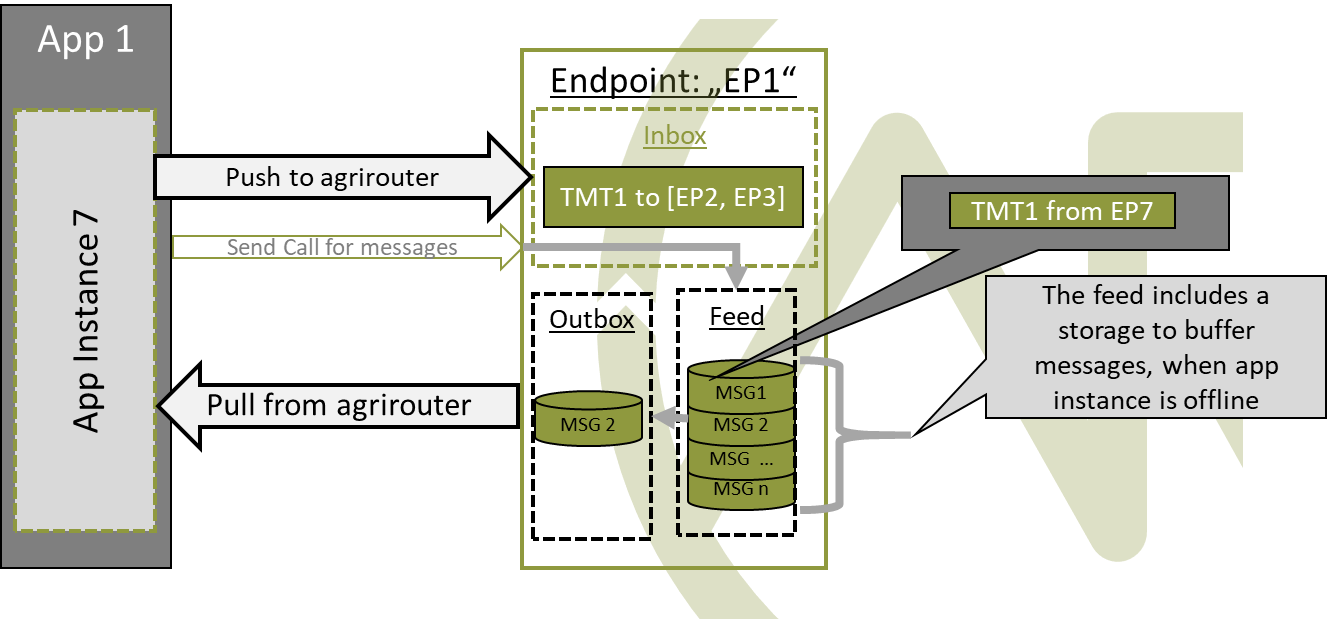 App 1
App Instance 7
Push to agrirouter
Send Call for messages
Pull from agrirouter
Endpoint: „EP1“
Inbox
TMT1 to [EP2, EP3]
Outbox
MSG 2
Feed
MSG1
MSG 2
MSG ...
MSG n
TMT1 from EP7
The feed includes a
storage to buffer
messages, when app
instance is offline